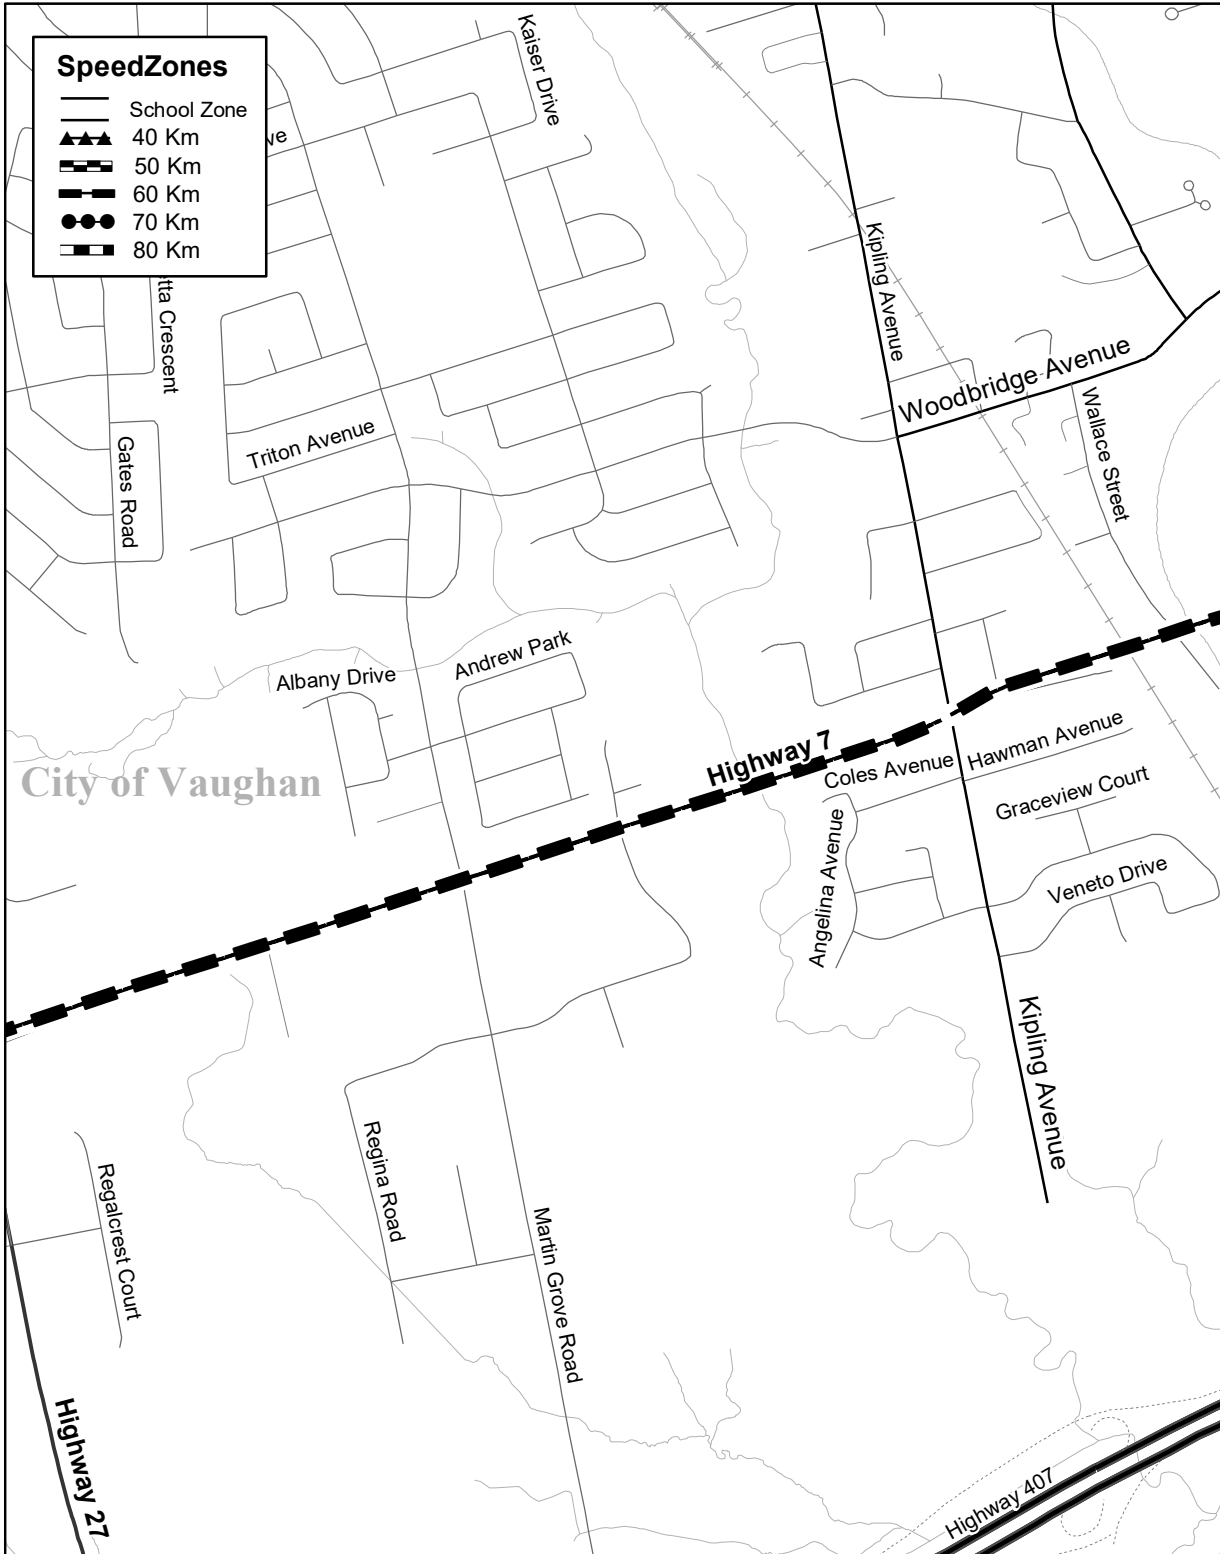 SpeedZones
School Zone
40 Km
50 Km
60 Km
70 Km
80 Km
Kaiser Drive
Kipling Avenue
Woodbridge Avenue
Wallace Street
Triton Avenue
Gates Road
Crescent
Albany Drive
Andrew Park
City of Vaughan
Highway 7
Coles Avenue
Hawman Avenue
Graceview Court
Veneto Drive
Angelina Avenue
Kipling Avenue
Regina Road
Regalcrest Court
Martin Grove Road
Highway 27
Highway 407